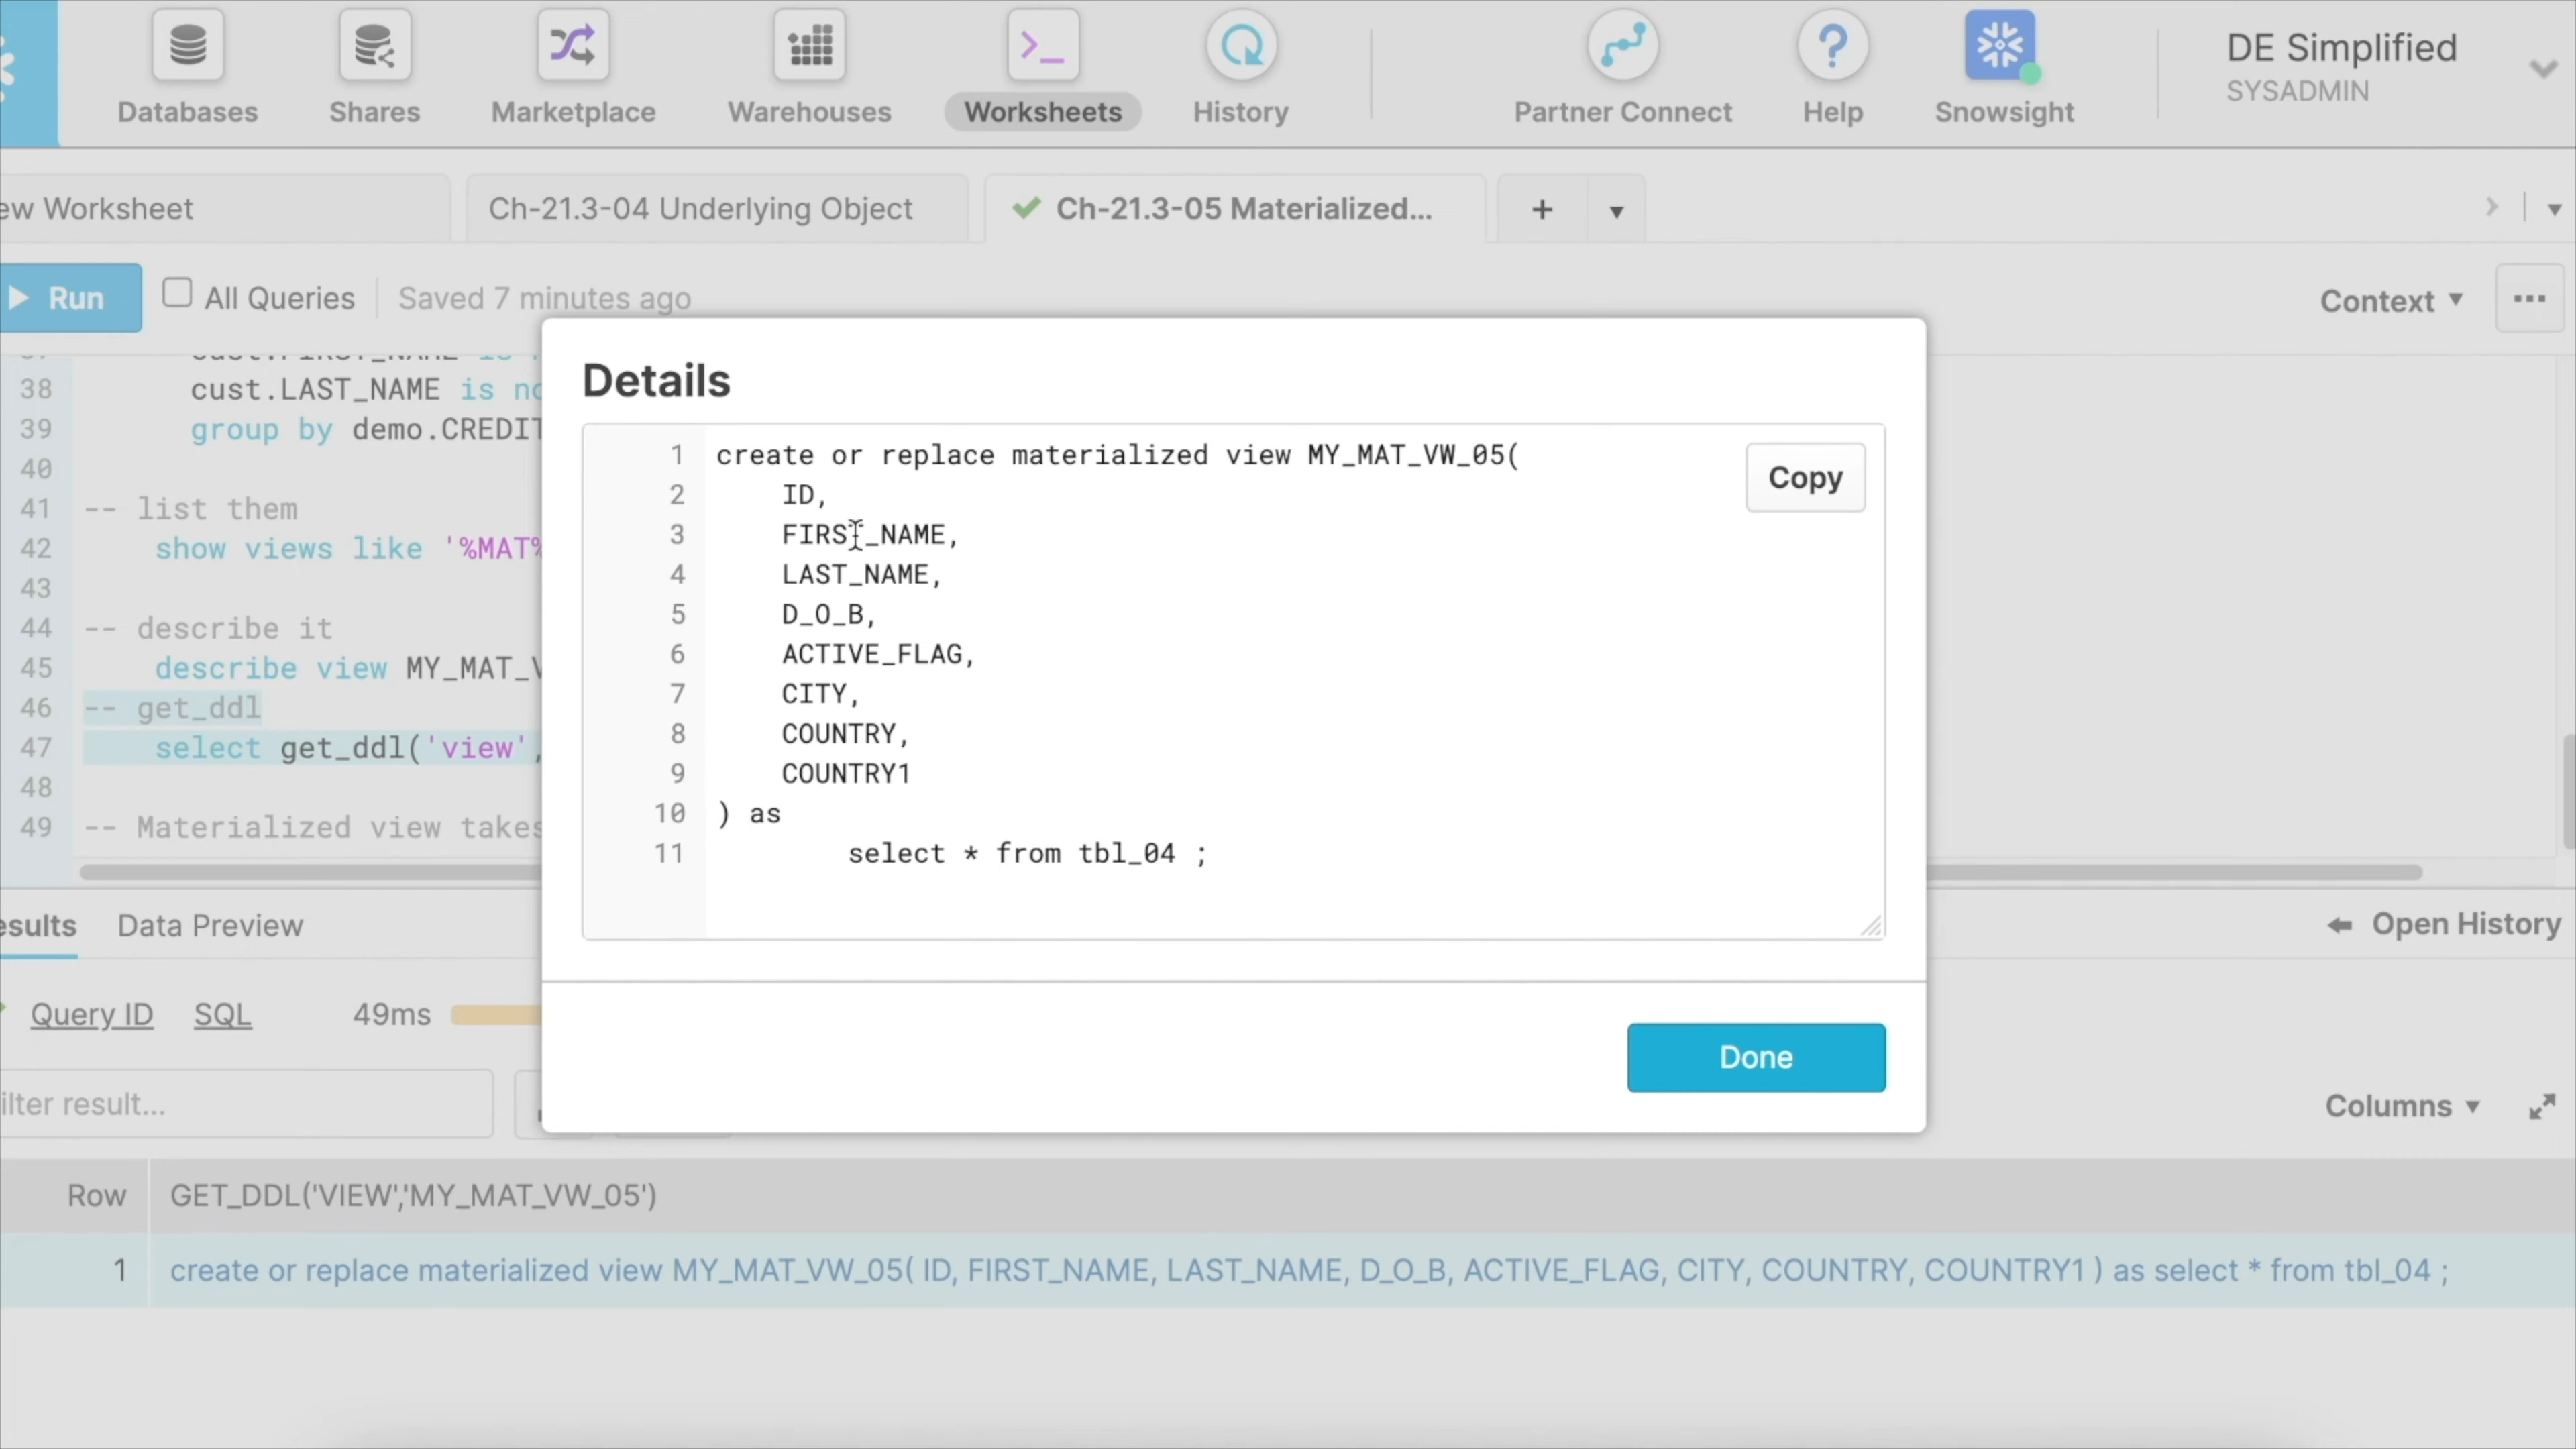 Databases
Shares
Marketplace
Warehouses
Worksheets
History
Partner Connect
Help
Snowsight
DE Simplified
SYSADMIN
ew Worksheet
Ch-21.3-04 Underlying Object
Ch-21.3-05 Materialized...
Run
All Queries
Saved 7 minutes ago
Context
38 cust.LAST_NAME is no
39 group by demo.CREDIT
40
41 -- list them
42 show views like '%MAT%
43
44 -- describe it
45 describe view MY_MAT_V
46 -- get_ddl
47 select get_ddl('view',
48
49 -- Materialized view takes
Details
Copy
1 create or replace materialized view MY_MAT_VW_05(
2 ID,
3 FIRST_NAME,
4 LAST_NAME,
5 D_O_B,
6 ACTIVE_FLAG,
7 CITY,
8 COUNTRY,
9 COUNTRY1
10 ) as
11 select * from tbl_04 ;
Done
esults
Data Preview
Open History
Query ID
SQL
49ms
ilter result...
Columns
Row GET_DDL('VIEW','MY_MAT_VW_05')
1 create or replace materialized view MY_MAT_VW_05( ID, FIRST_NAME, LAST_NAME, D_O_B, ACTIVE_FLAG, CITY, COUNTRY, COUNTRY1 ) as select * from tbl_04 ;